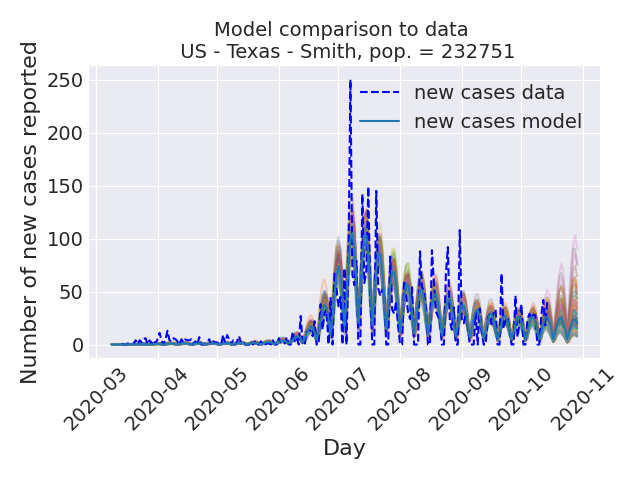 Model comparison to data
US - Texas - Smith, pop. = 232751
Number of new cases reported
250
200
150
100
50
0
new cases data
new cases model
2020-03
2020-04
2020-05
2020-06
2020-07
2020-08
2020-09
2020-10
2020-11
Day